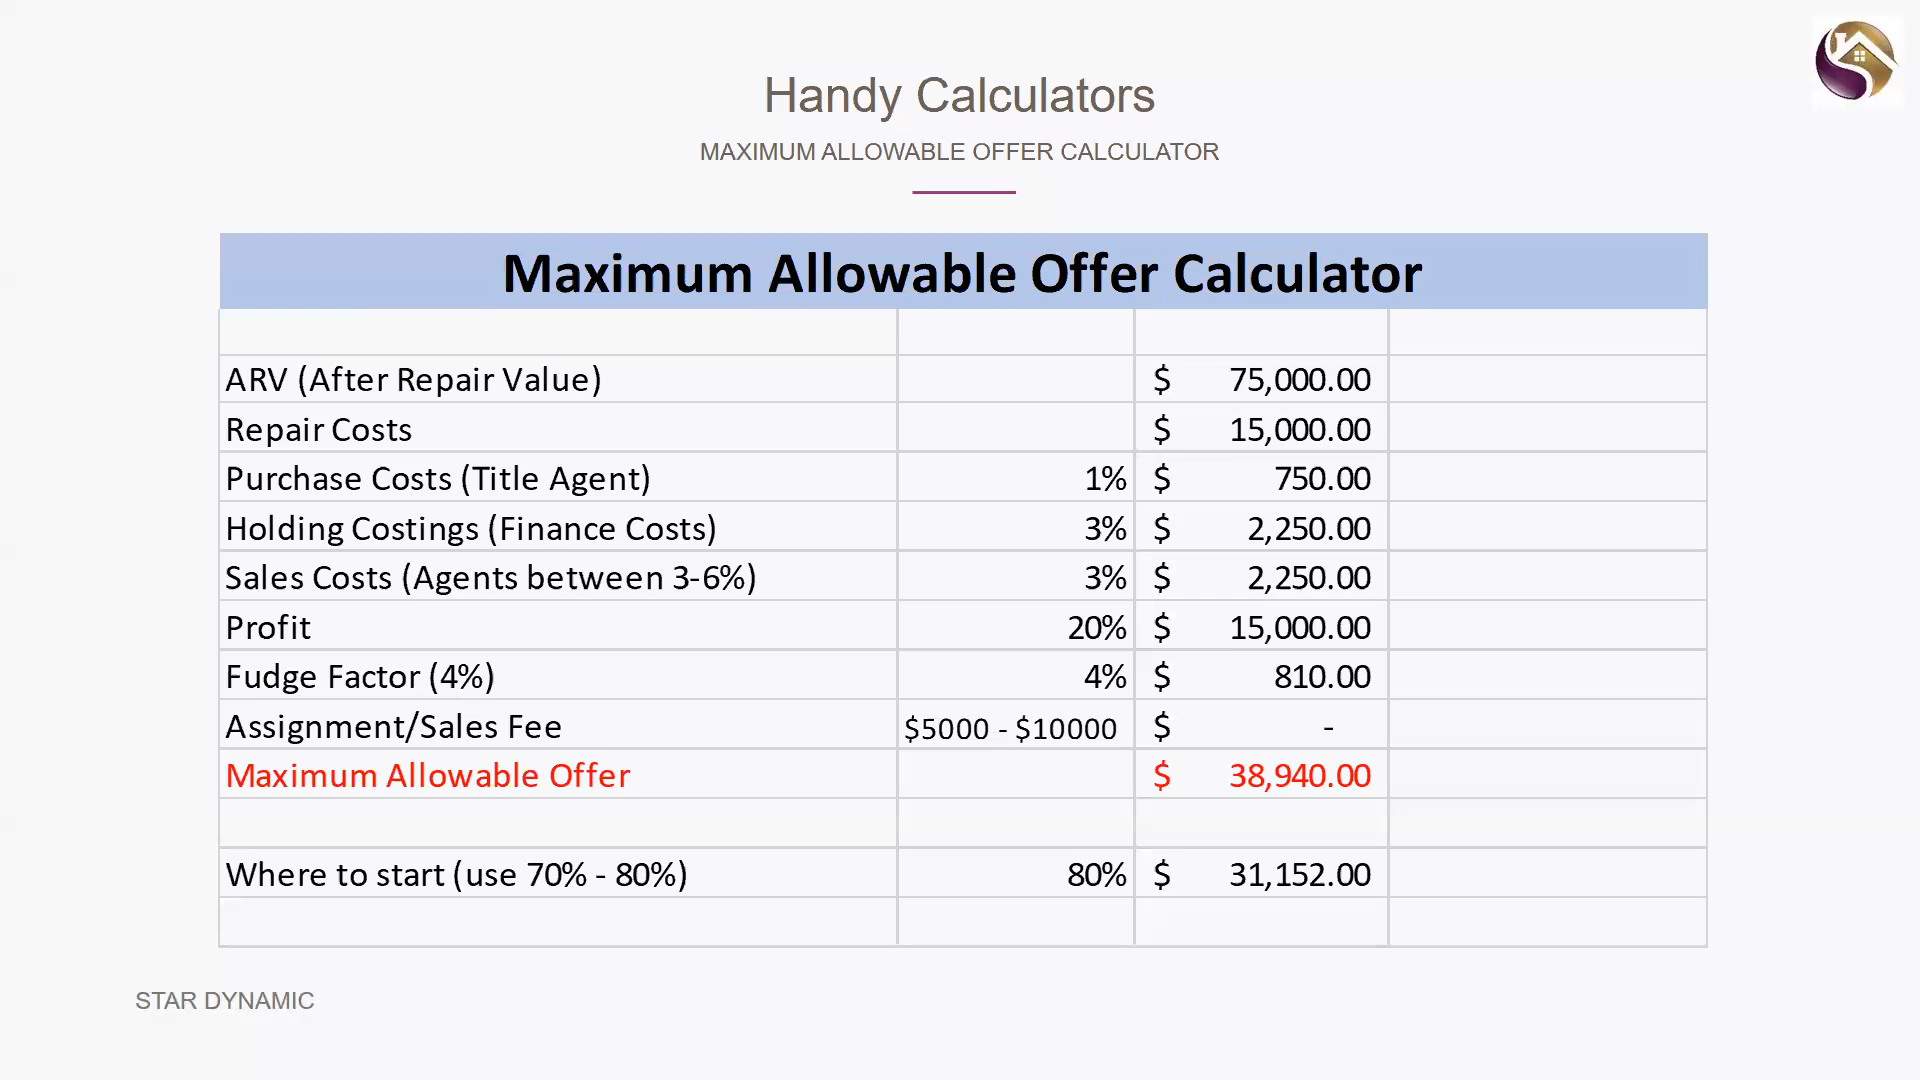 Handy Calculators
MAXIMUM ALLOWABLE OFFER CALCULATOR
Maximum Allowable Offer Calculator
ARV (After Repair Value) $ 75,000.00
Repair Costs $ 15,000.00
Purchase Costs (Title Agent) 1% $ 750.00
Holding Costings (Finance Costs) 3% $ 2,250.00
Sales Costs (Agents between 3-6%) 3% $ 2,250.00
Profit 20% $ 15,000.00
Fudge Factor (4%) 4% $ 810.00
Assignment/Sales Fee $5000 - $10000 $ -
Maximum Allowable Offer $ 38,940.00
Where to start (use 70% - 80%) 80% $ 31,152.00
STAR DYNAMIC